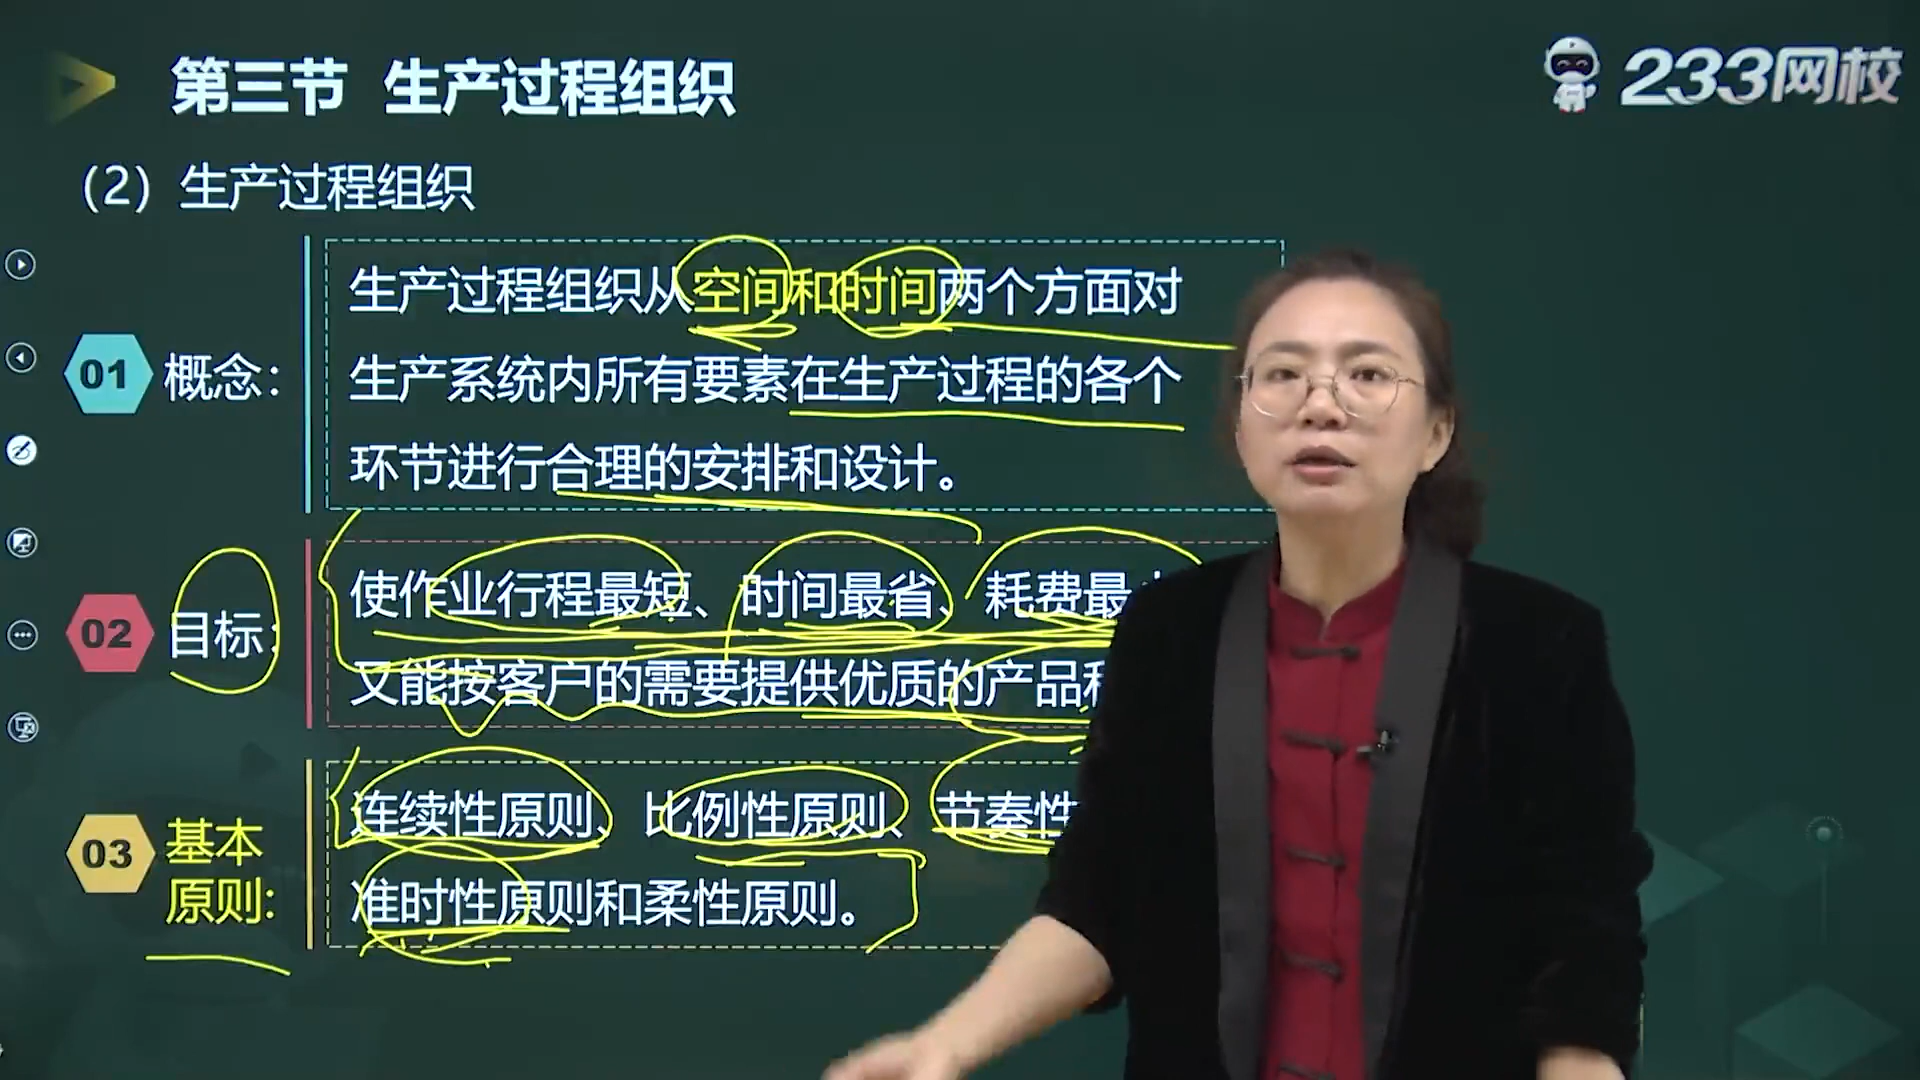 第三节 生产过程组织
233网校
（2）生产过程组织
01 概念：
生产过程组织从空间和时间两个方面对
生产系统内所有要素在生产过程的各个
环节进行合理的安排和设计。
02 目标：
使作业行程最短、时间最省、耗费最
又能按客户的需要提供优质的产品
03 基本
原则：
连续性原则、比例性原则、节奏性
准时性原则和柔性原则。